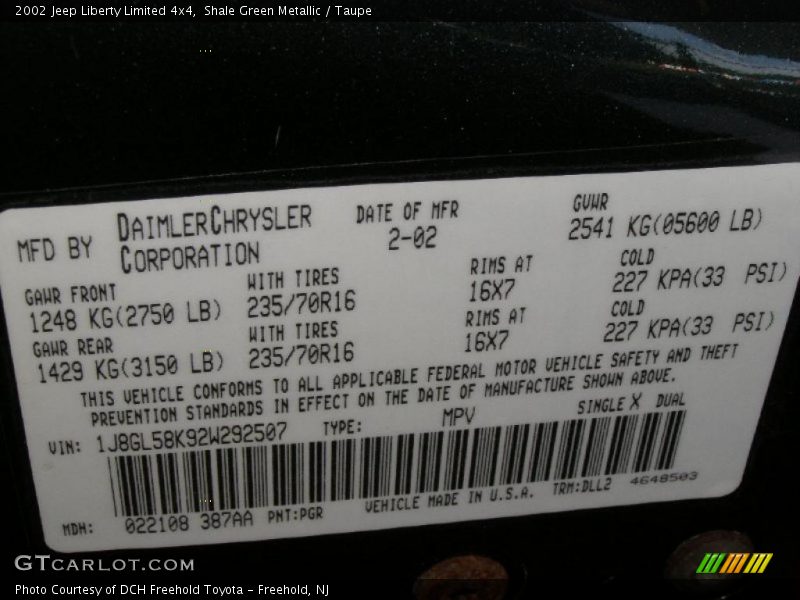 2002 Jeep Liberty Limited 4x4, Shale Green Metallic / Taupe
MFD BY DAIMLERCHRYSLER CORPORATION
DATE OF MFR 2-02
GVWR 2541 KG(05600 LB)
GAWR FRONT WITH TIRES RIMS AT COLD
1248 KG(2750 LB) 235/70R16 16X7 227 KPA(33 PSI)
GAWR REAR WITH TIRES RIMS AT COLD
1429 KG(3150 LB) 235/70R16 16X7 227 KPA(33 PSI)
THIS VEHICLE CONFORMS TO ALL APPLICABLE FEDERAL MOTOR VEHICLE SAFETY AND THEFT
PREVENTION STANDARDS IN EFFECT ON THE DATE OF MANUFACTURE SHOWN ABOVE.
VIN: 1J8GL58K92W292507 TYPE: MPV SINGLE X DUAL
MDH: 022108 387AA PNT:PGR VEHICLE MADE IN U.S.A. TRM:DLL2 4648503
GTCARLOT.COM
Photo Courtesy of DCH Freehold Toyota - Freehold, NJ